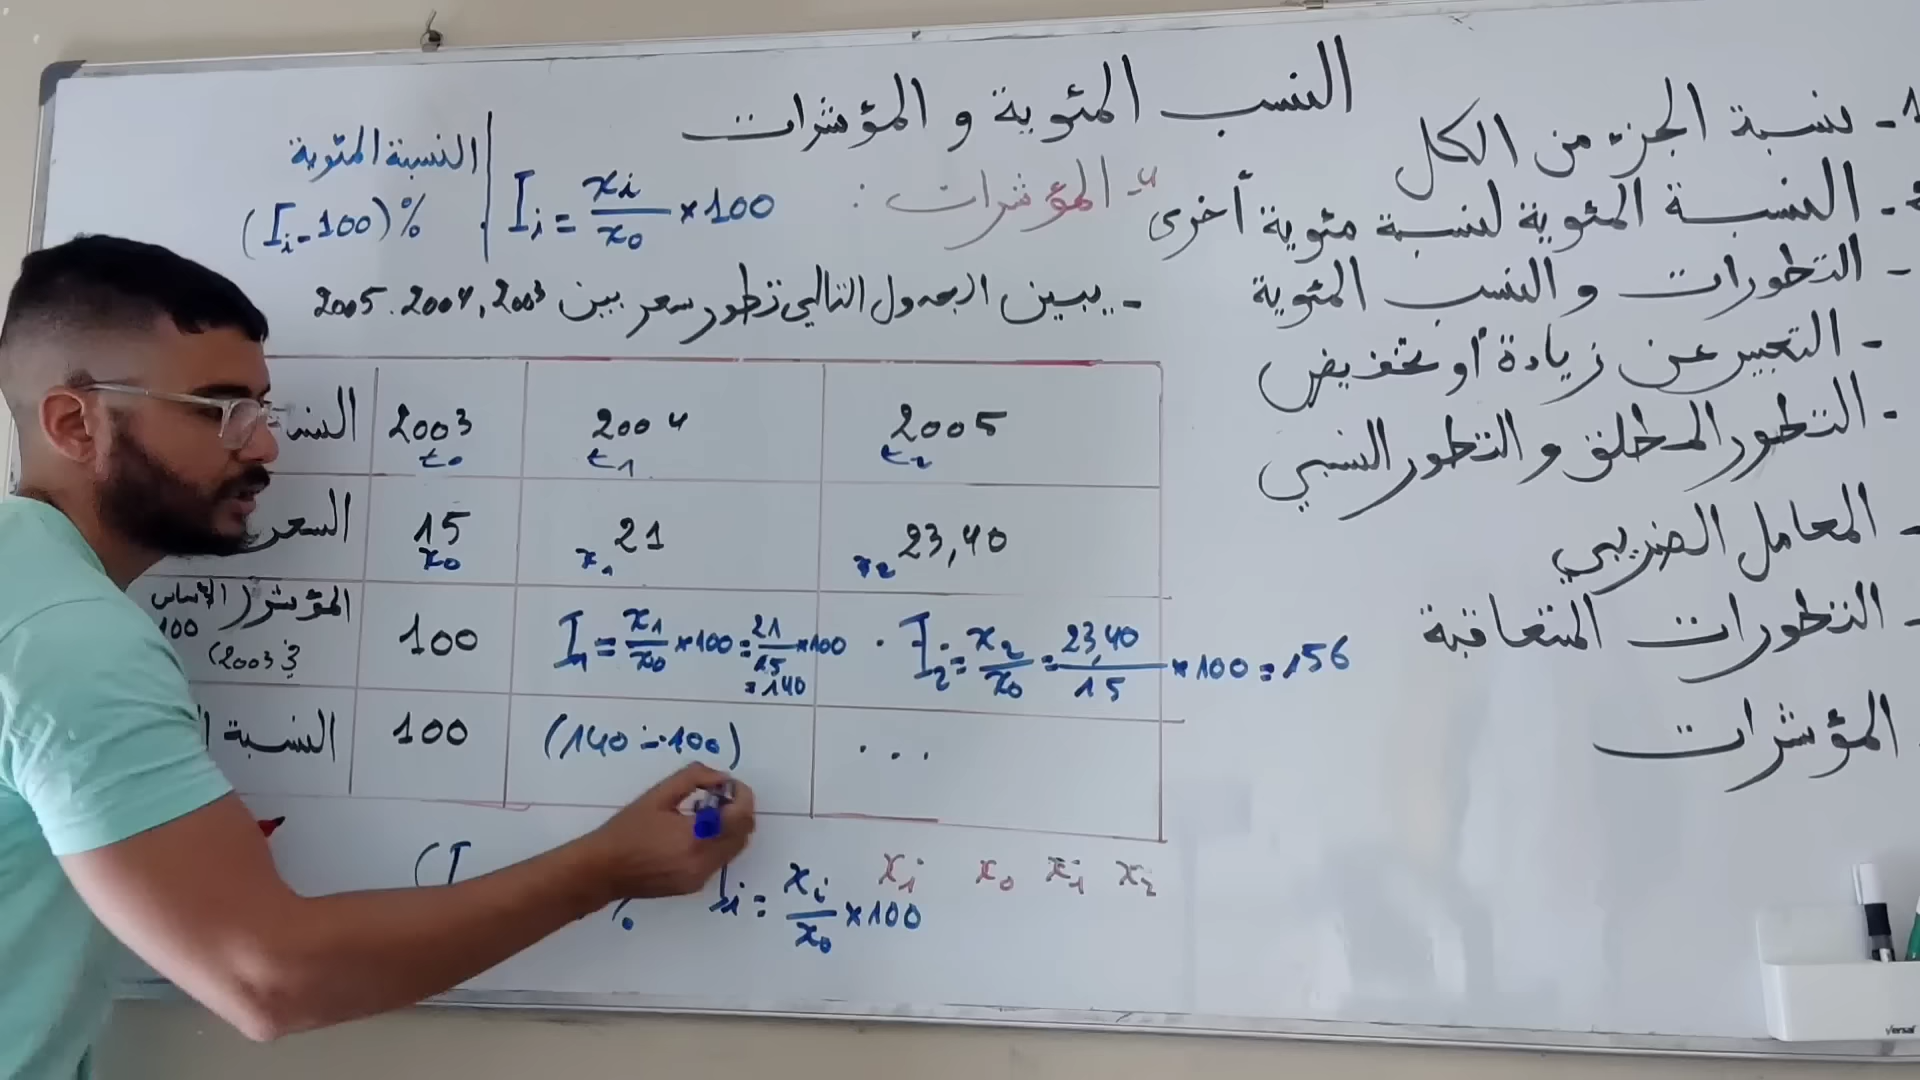 النسب المئوية و المؤشرات
1- نسبة الجزء من الكل
- النسبة المئوية لنسبة مئوية أخرى
- التطورات و النسب المئوية
- التعبير عن زيادة أو تخفيض
- التطور المطلق و التطور النسبي
- المعامل الضربي
- التطورات المتعاقبة
المؤشرات
المؤشرات :
I_i = x_i / x_0 × 100
النسبة المئوية
(I_i - 100) %
- يبين الجدول التالي تطور سعر بين 2003, 2004, 2005
2003 t_0 2004 t_1 2005 t_2
السعر 15 x_0 x_1 21 x_2 23,40
المؤشر (الأساس 100 في 2003) 100 I_1 = x_1 / x_0 × 100 = 21 / 15 × 100 = 140 I_2 = x_2 / x_0 = 23,40 / 15 × 100 = 156
النسبة 100 (140 - 100) ...
(I % I_i = x_i / x_0 × 100
x_i x_0 x_1 x_2
versal